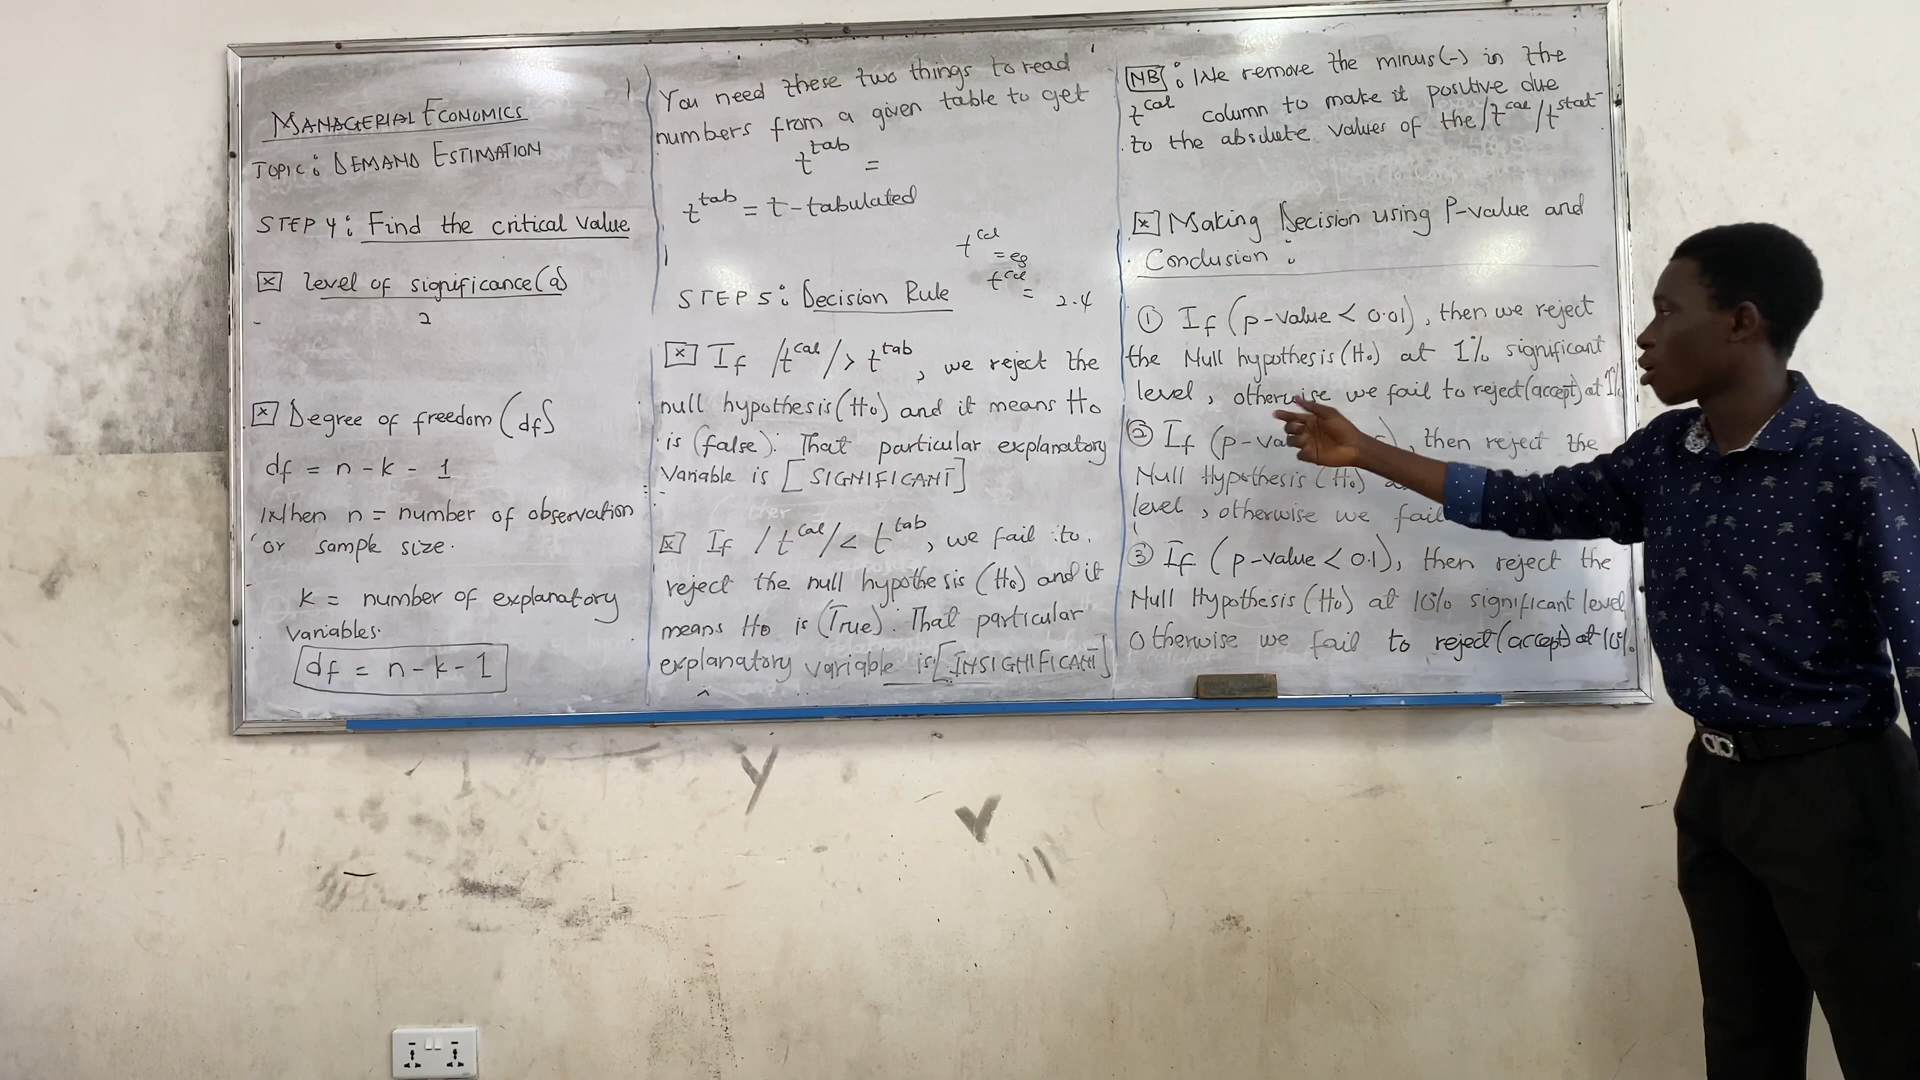 MANAGERIAL ECONOMICS
TOPIC: DEMAND ESTIMATION
STEP 4: Find the critical value
level of significance(α)
2
Degree of freedom (df)
df = n - k - 1
When n = number of observation
or sample size.
k = number of explanatory
variables.
df = n - k - 1
You need these two things to read
numbers from a given table to get
t^tab =
t^tab = t-tabulated
t^cal = eg
t^cal = 2.4
STEP 5: Decision Rule
If /t^cal/ > t^tab, we reject the
null hypothesis (H₀) and it means H₀
is (false). That particular explanatory
variable is [SIGNIFICANT]
If /t^cal/ < t^tab, we fail to
reject the null hypothesis (H₀) and it
means H₀ is (True). That particular
explanatory variable is [INSIGNIFICANT]
NB: We remove the minus(-) in the
t^cal column to make it positive due
to the absolute values of the /t^cal/t^stat
Making Decision using P-value and
Conclusion:
① If (p-value < 0.01), then we reject
the Null hypothesis (H₀) at 1% significant
level, otherwise we fail to reject (accept) at 1%
② If (p-va ), then reject the
Null Hypothesis (H₀)
level, otherwise we fail
③ If (p-value < 0.1), then reject the
Null Hypothesis (H₀) at 10% significant level
Otherwise we fail to reject (accept) at 10%.